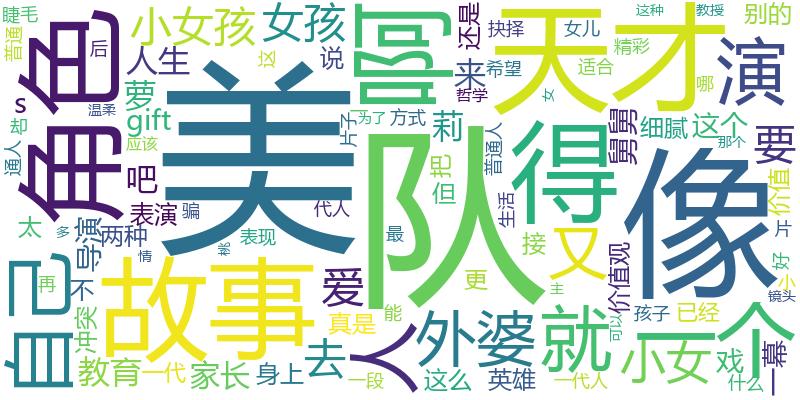 睫毛
小女孩
女孩
啊
还是
抉择
女儿
这种
教授
别的
普通
后
角色
人生
这
说
天才
精彩
哪
演
美
来
希望
适合
s
却
温柔
萝
gift
片子
为了
方式
莉
哲学
女
舅舅
细腻
这个
那个
要
通人
应该
吧
队
但
把
普通人
得
像
价值
太
表演
骗
代人
生活
多
导演
两种
表现
最
接
又
价值观
片
自己
再
不
情
故事
爱
更
主
好
小
镜头
冲突
真是
能
外婆
就
可以
孩子
已经
一个
教育
一代
家长
身上
去
一段
人
这么
英雄
一代人
小女
戏
什么
一幕